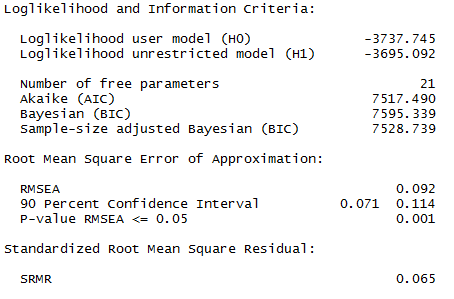 Loglikelihood and Information Criteria:
Loglikelihood user model (H0) -3737.745
Loglikelihood unrestricted model (H1) -3695.092
Number of free parameters 21
Akaike (AIC) 7517.490
Bayesian (BIC) 7595.339
Sample-size adjusted Bayesian (BIC) 7528.739
Root Mean Square Error of Approximation:
RMSEA 0.092
90 Percent Confidence Interval 0.071 0.114
P-value RMSEA <= 0.05 0.001
Standardized Root Mean Square Residual:
SRMR 0.065